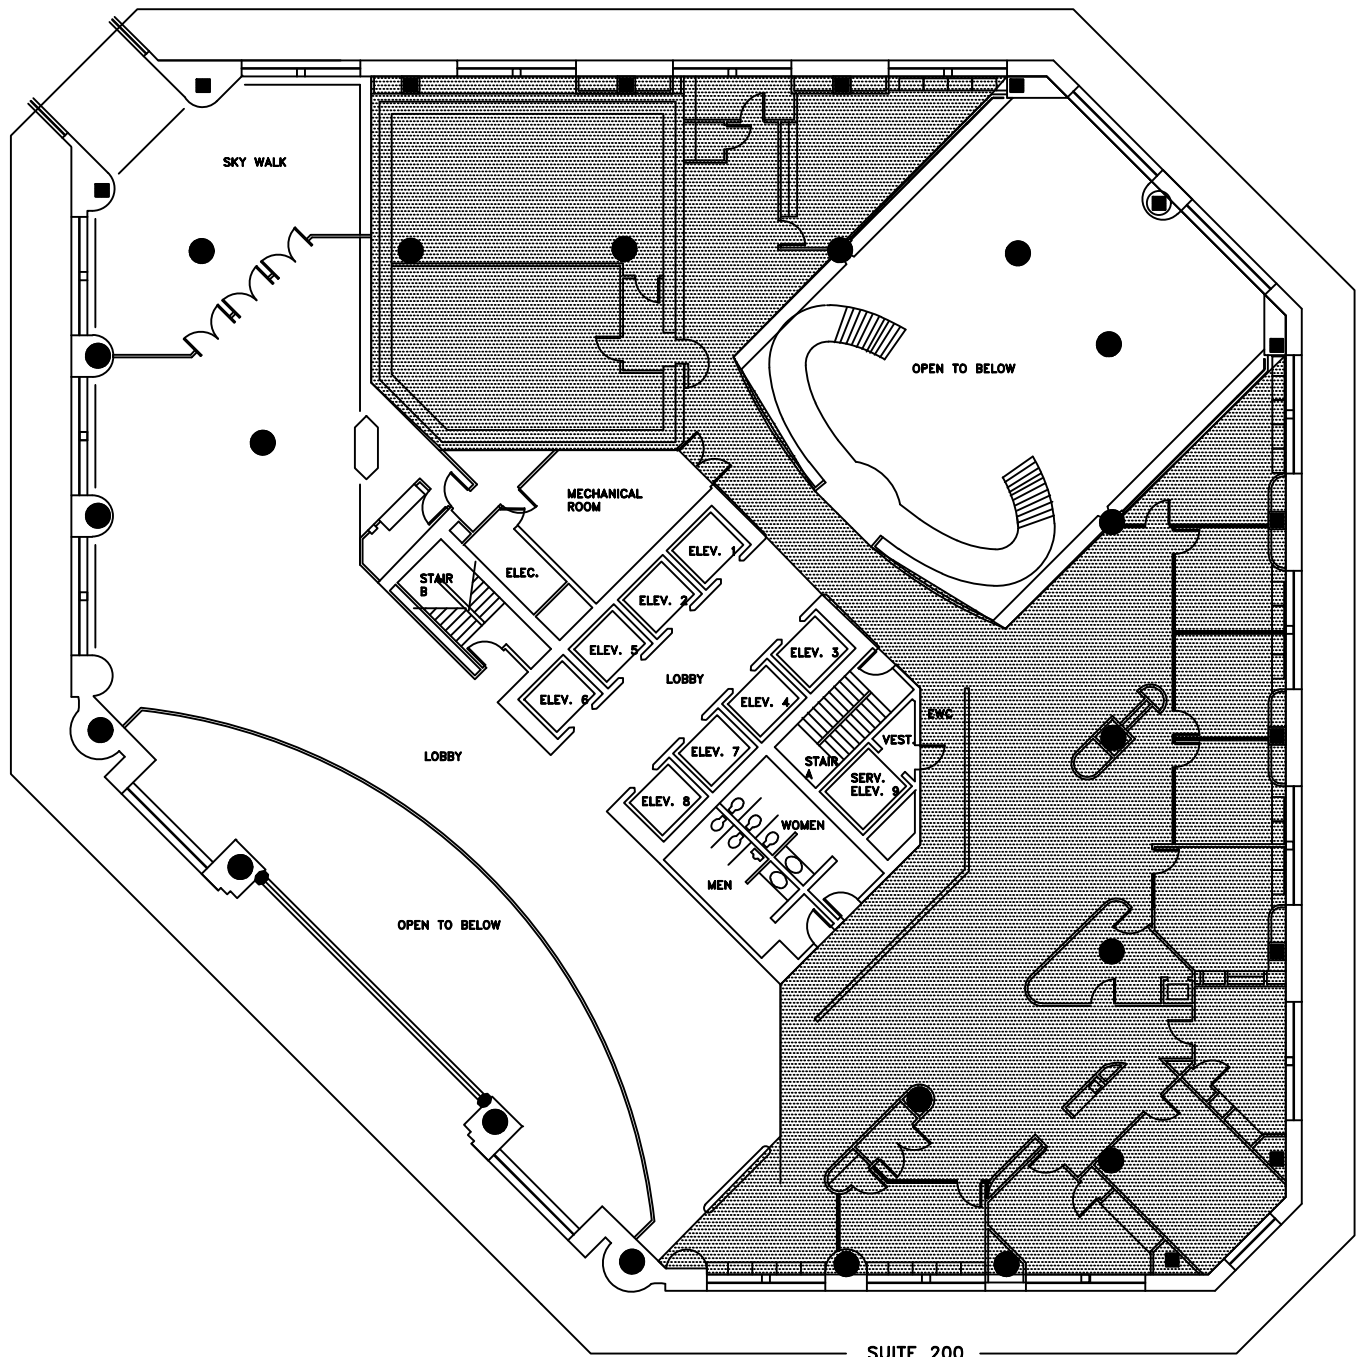 SKY WALK
OPEN TO BELOW
MECHANICAL
ROOM
ELEV. 1
ELEC.
STAIR
B
ELEV. 2
ELEV. 5
ELEV. 3
LOBBY
ELEV. 6
ELEV. 4
EWC
VEST.
LOBBY
ELEV. 7
STAIR
A
SERV.
ELEV. 9
ELEV. 8
WOMEN
MEN
OPEN TO BELOW
SUITE 200